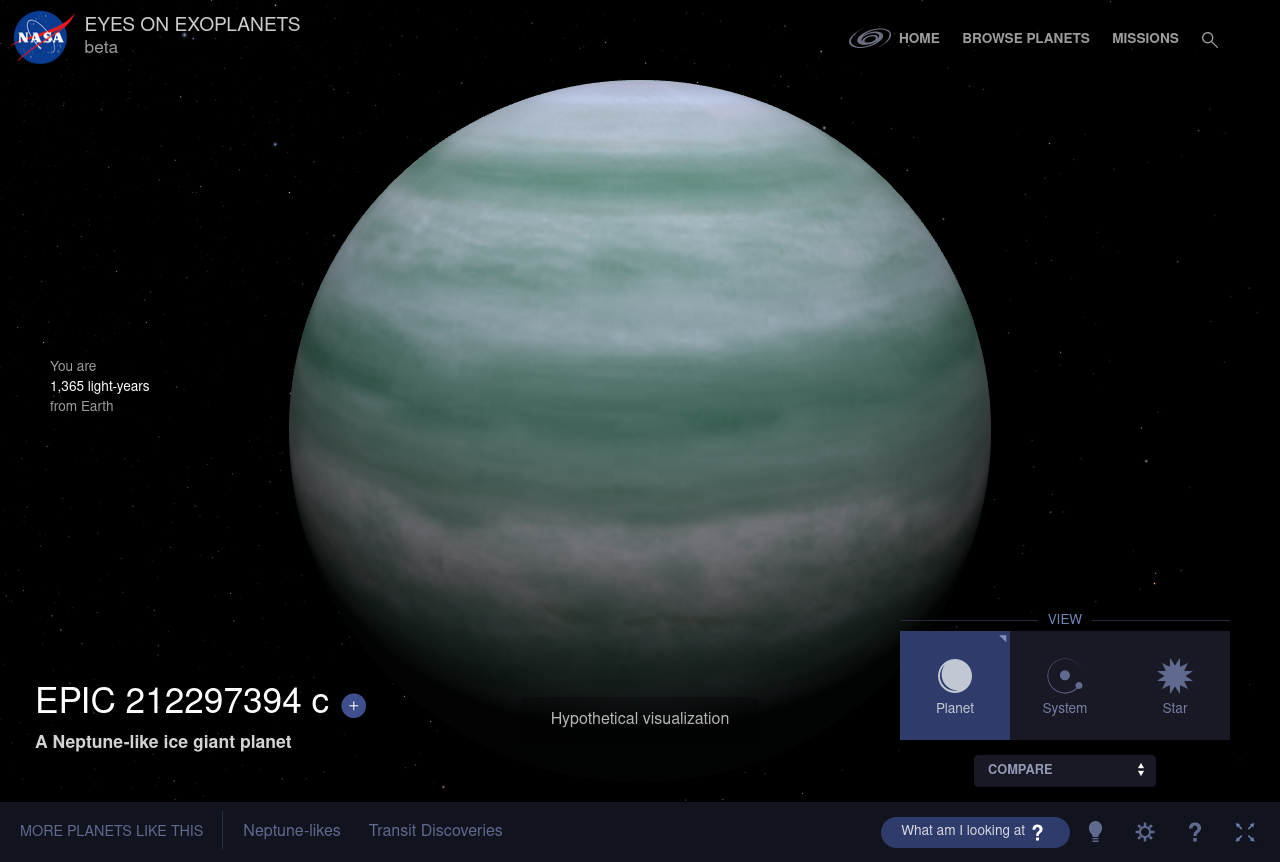 NASA
EYES ON EXOPLANETS
beta
HOME
BROWSE PLANETS
MISSIONS
You are
1,365 light-years
from Earth
VIEW
Planet
System
Star
EPIC 212297394 c +
A Neptune-like ice giant planet
Hypothetical visualization
COMPARE
MORE PLANETS LIKE THIS
Neptune-likes
Transit Discoveries
What am I looking at ?
?